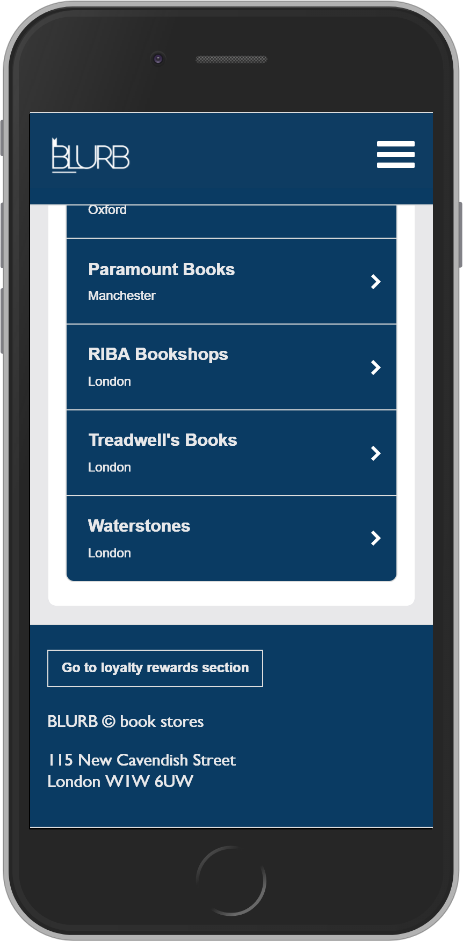 BLURB
Oxford
Paramount Books
Manchester
RIBA Bookshops
London
Treadwell's Books
London
Waterstones
London
Go to loyalty rewards section
BLURB © book stores
115 New Cavendish Street
London W1W 6UW